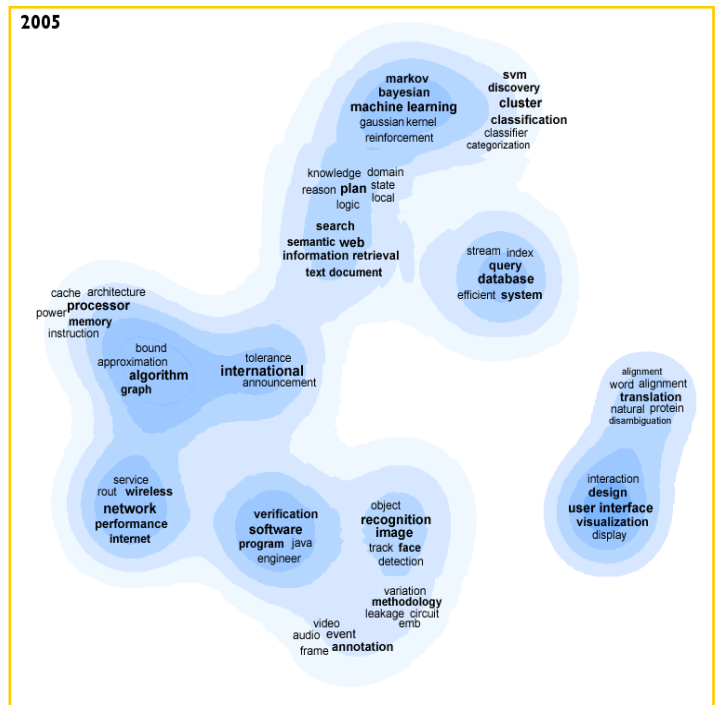 2005
markov
bayesian
machine learning
gaussian kernel
reinforcement
svm
discovery
cluster
classification
classifier
categorization
knowledge domain
reason plan state
logic local
search
semantic web
information retrieval
text document
stream index
query
database
efficient system
cache architecture
power processor
memory
instruction
bound
approximation
algorithm
graph
tolerance
international
announcement
alignment
word alignment
translation
natural protein
disambiguation
service
rout wireless
network
performance
internet
verification
software
program java
engineer
object
recognition
image
track face
detection
interaction
design
user interface
visualization
display
variation
methodology
leakage circuit
emb
video
audio event
frame annotation